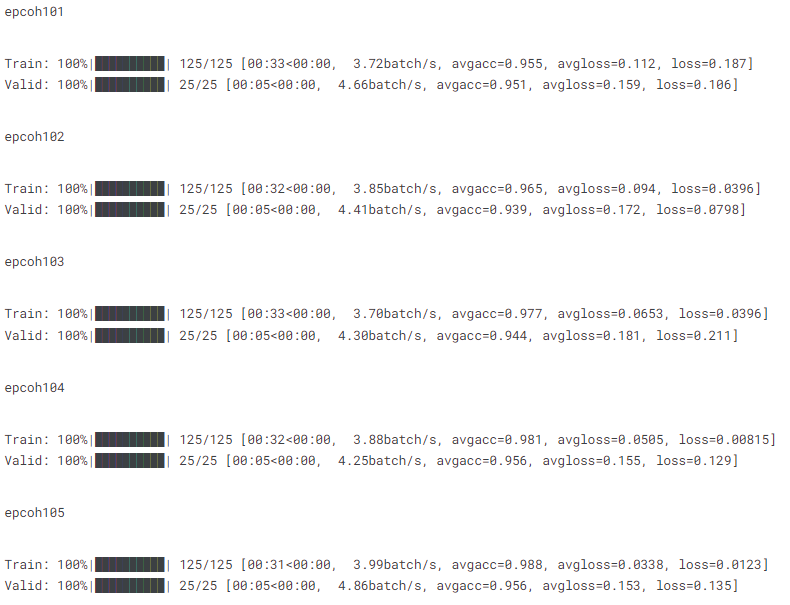 epcoh101
Train: 100%|██████████| 125/125 [00:33<00:00,  3.72batch/s, avgacc=0.955, avgloss=0.112, loss=0.187]
Valid: 100%|██████████| 25/25 [00:05<00:00,  4.66batch/s, avgacc=0.951, avgloss=0.159, loss=0.106]
epcoh102
Train: 100%|██████████| 125/125 [00:32<00:00,  3.85batch/s, avgacc=0.965, avgloss=0.094, loss=0.0396]
Valid: 100%|██████████| 25/25 [00:05<00:00,  4.41batch/s, avgacc=0.939, avgloss=0.172, loss=0.0798]
epcoh103
Train: 100%|██████████| 125/125 [00:33<00:00,  3.70batch/s, avgacc=0.977, avgloss=0.0653, loss=0.0396]
Valid: 100%|██████████| 25/25 [00:05<00:00,  4.30batch/s, avgacc=0.944, avgloss=0.181, loss=0.211]
epcoh104
Train: 100%|██████████| 125/125 [00:32<00:00,  3.88batch/s, avgacc=0.981, avgloss=0.0505, loss=0.00815]
Valid: 100%|██████████| 25/25 [00:05<00:00,  4.25batch/s, avgacc=0.956, avgloss=0.155, loss=0.129]
epcoh105
Train: 100%|██████████| 125/125 [00:31<00:00,  3.99batch/s, avgacc=0.988, avgloss=0.0338, loss=0.0123]
Valid: 100%|██████████| 25/25 [00:05<00:00,  4.86batch/s, avgacc=0.956, avgloss=0.153, loss=0.135]